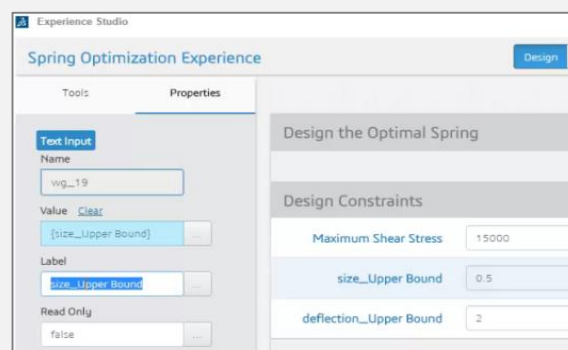 Experience Studio
Spring Optimization Experience
Design
Tools
Properties
Text Input
Name
wg_19
Value Clear
{size_Upper Bound}
...
Label
size_Upper Bound
...
Read Only
false
...
Design the Optimal Spring
Design Constraints
Maximum Shear Stress 15000
size_Upper Bound 0.5
deflection_Upper Bound 2